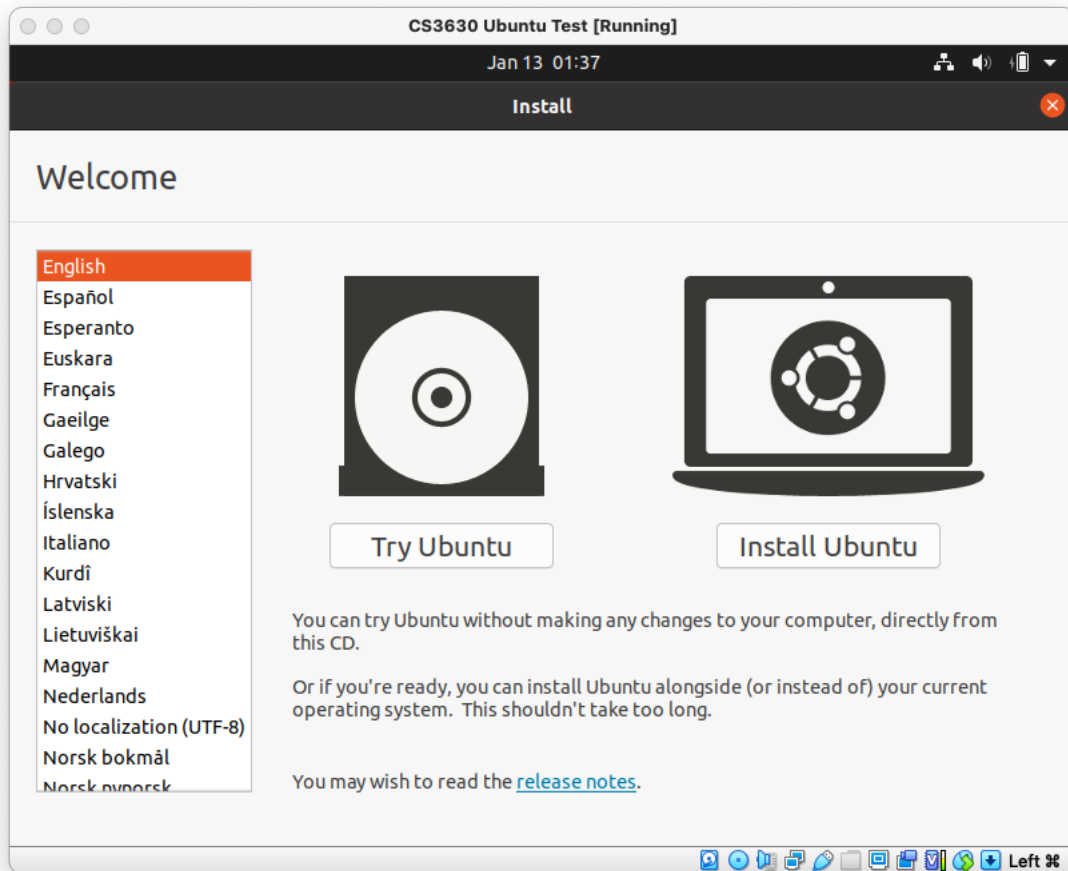 CS3630 Ubuntu Test [Running]
Jan 13 01:37
Install
Welcome
English
Español
Esperanto
Euskara
Français
Gaeilge
Galego
Hrvatski
Íslenska
Italiano
Kurdî
Latviski
Lietuviškai
Magyar
Nederlands
No localization (UTF-8)
Norsk bokmål
Norsk nynorsk
Try Ubuntu
Install Ubuntu
You can try Ubuntu without making any changes to your computer, directly from
this CD.
Or if you're ready, you can install Ubuntu alongside (or instead of) your current
operating system. This shouldn't take too long.
You may wish to read the release notes.
Left ⌘